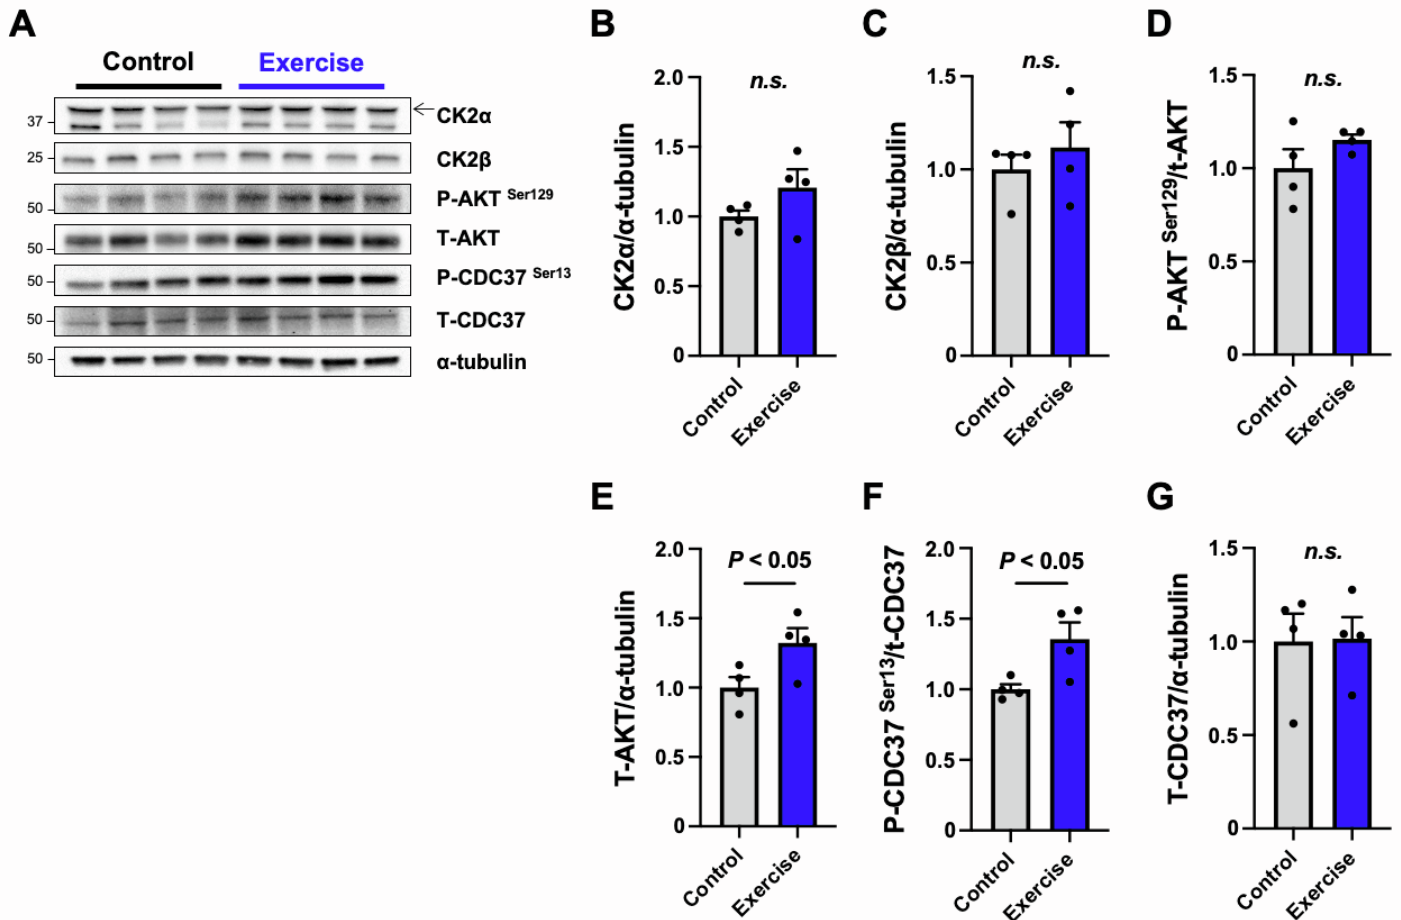 A
Control
Exercise
37
CK2α
25
CK2β
50
P-AKT Ser129
50
T-AKT
50
P-CDC37 Ser13
50
T-CDC37
50
α-tubulin
B
n.s.
CK2α/α-tubulin
2.0
1.5
1.0
0.5
0
Control
Exercise
C
n.s.
CK2β/α-tubulin
1.5
1.0
0.5
0
Control
Exercise
D
n.s.
P-AKT Ser129/t-AKT
1.5
1.0
0.5
0
Control
Exercise
E
P < 0.05
T-AKT/α-tubulin
2.0
1.5
1.0
0.5
0
Control
Exercise
F
P < 0.05
P-CDC37 Ser13/t-CDC37
2.0
1.5
1.0
0.5
0
Control
Exercise
G
n.s.
T-CDC37/α-tubulin
1.5
1.0
0.5
0
Control
Exercise